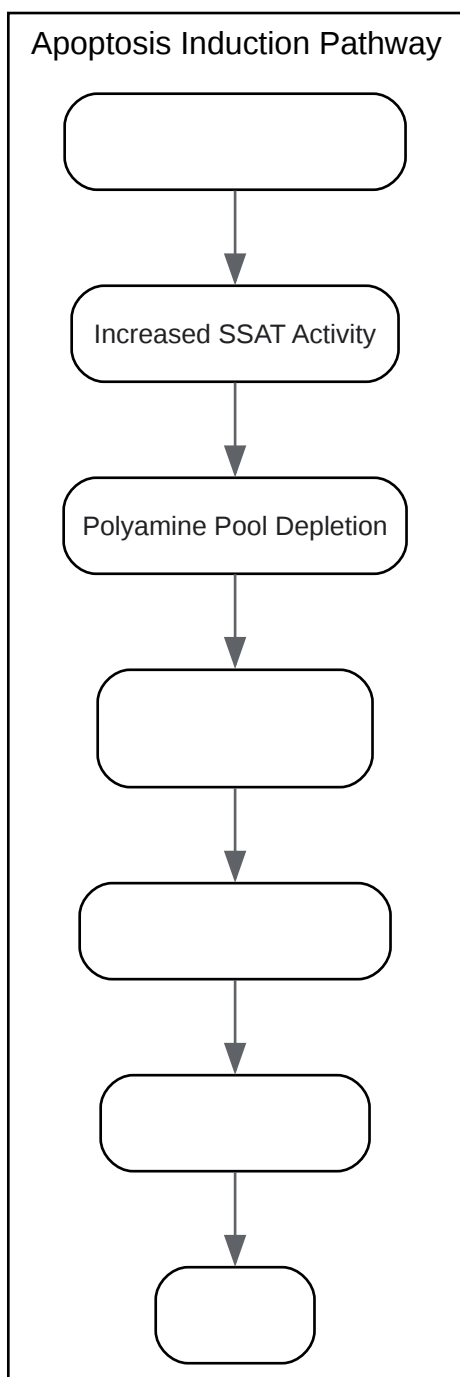 Apoptosis Induction Pathway
Increased SSAT Activity
Polyamine Pool Depletion